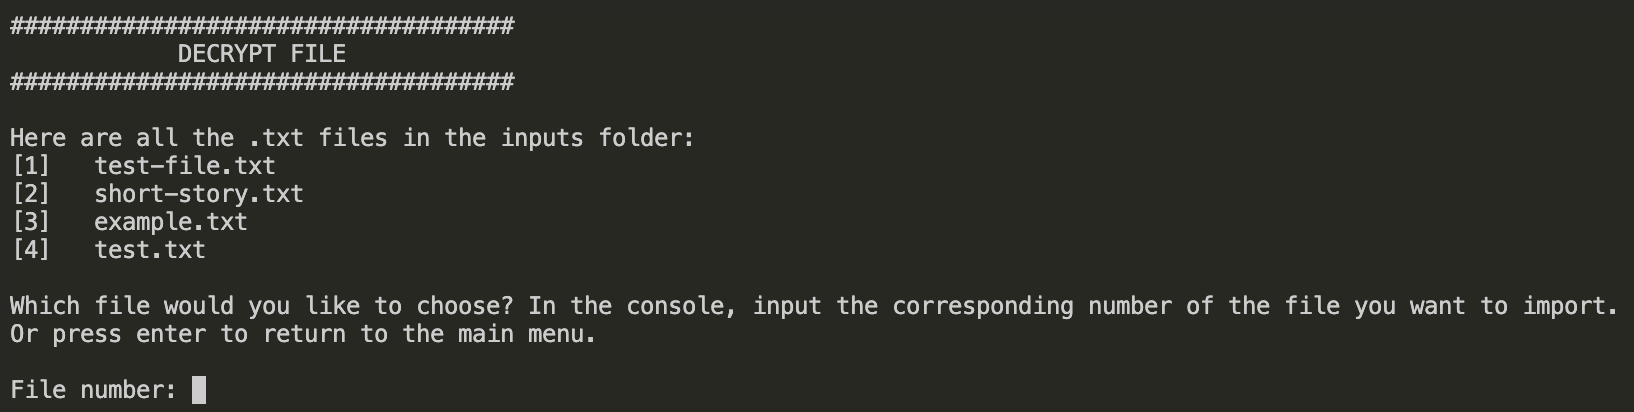 ####################################
DECRYPT FILE
####################################
Here are all the .txt files in the inputs folder:
[1]   test-file.txt
[2]   short-story.txt
[3]   example.txt
[4]   test.txt
Which file would you like to choose? In the console, input the corresponding number of the file you want to import.
Or press enter to return to the main menu.
File number: